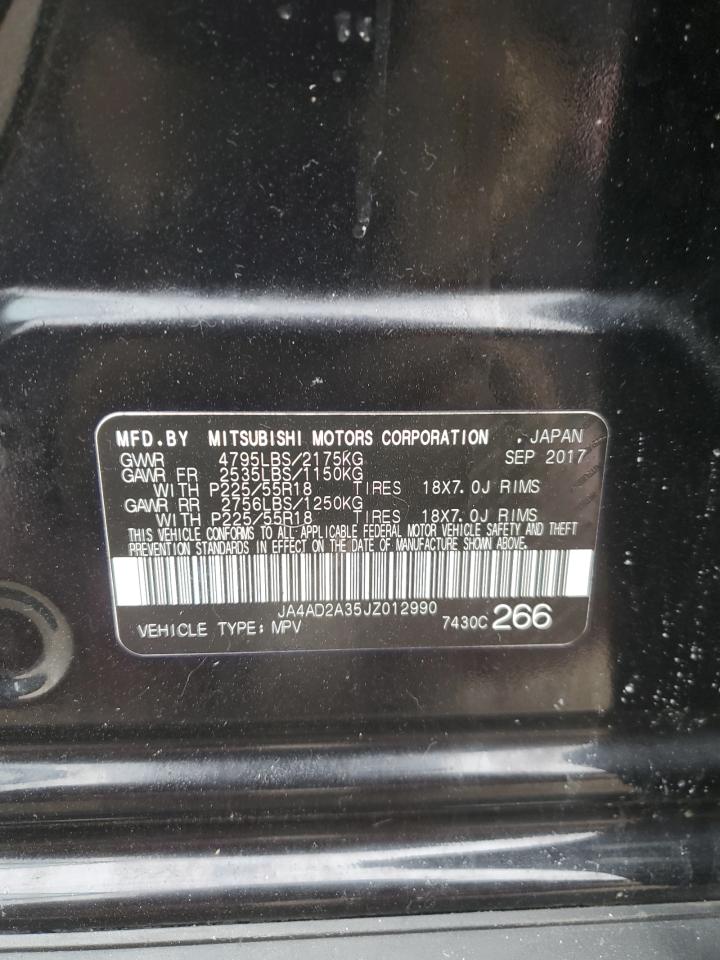 MFD.BY MITSUBISHI MOTORS CORPORATION . JAPAN
GVWR 4795LBS/2175KG SEP 2017
GAWR FR 2535LBS/1150KG
WITH P225/55R18 TIRES 18X7.0J RIMS
GAWR RR 2756LBS/1250KG
WITH P225/55R18 TIRES 18X7.0J RIMS
THIS VEHICLE CONFORMS TO ALL APPLICABLE FEDERAL MOTOR VEHICLE SAFETY AND THEFT
PREVENTION STANDARDS IN EFFECT ON THE DATE OF MANUFACTURE SHOWN ABOVE.
JA4AD2A35JZ012990
VEHICLE TYPE: MPV 7430C 266